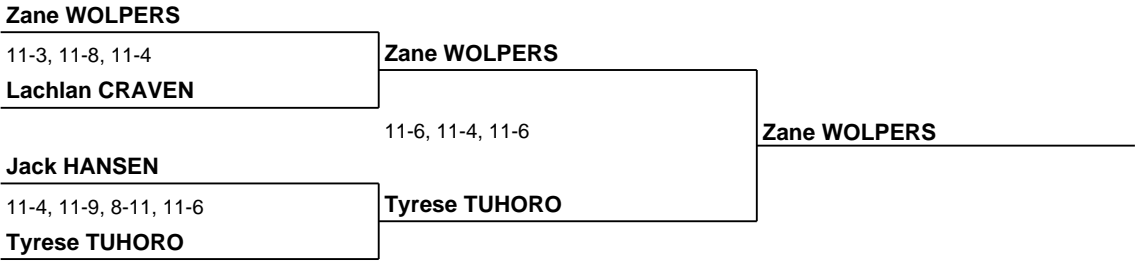 Zane WOLPERS
11-3, 11-8, 11-4
Lachlan CRAVEN
Zane WOLPERS
11-6, 11-4, 11-6
Zane WOLPERS
Jack HANSEN
11-4, 11-9, 8-11, 11-6
Tyrese TUHORO
Tyrese TUHORO